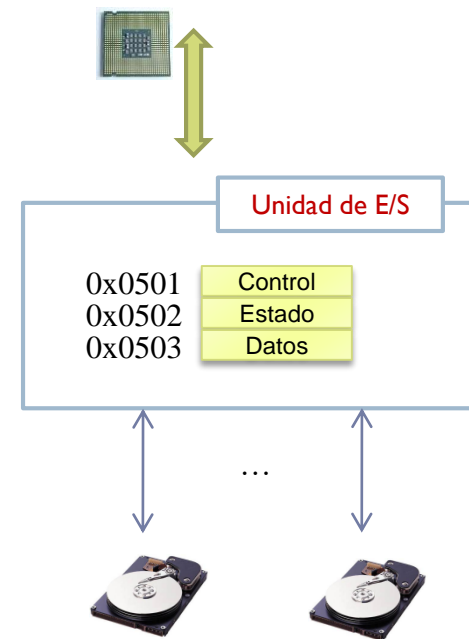 Unidad de E/S
0x0501 Control
0x0502 Estado
0x0503 Datos
…